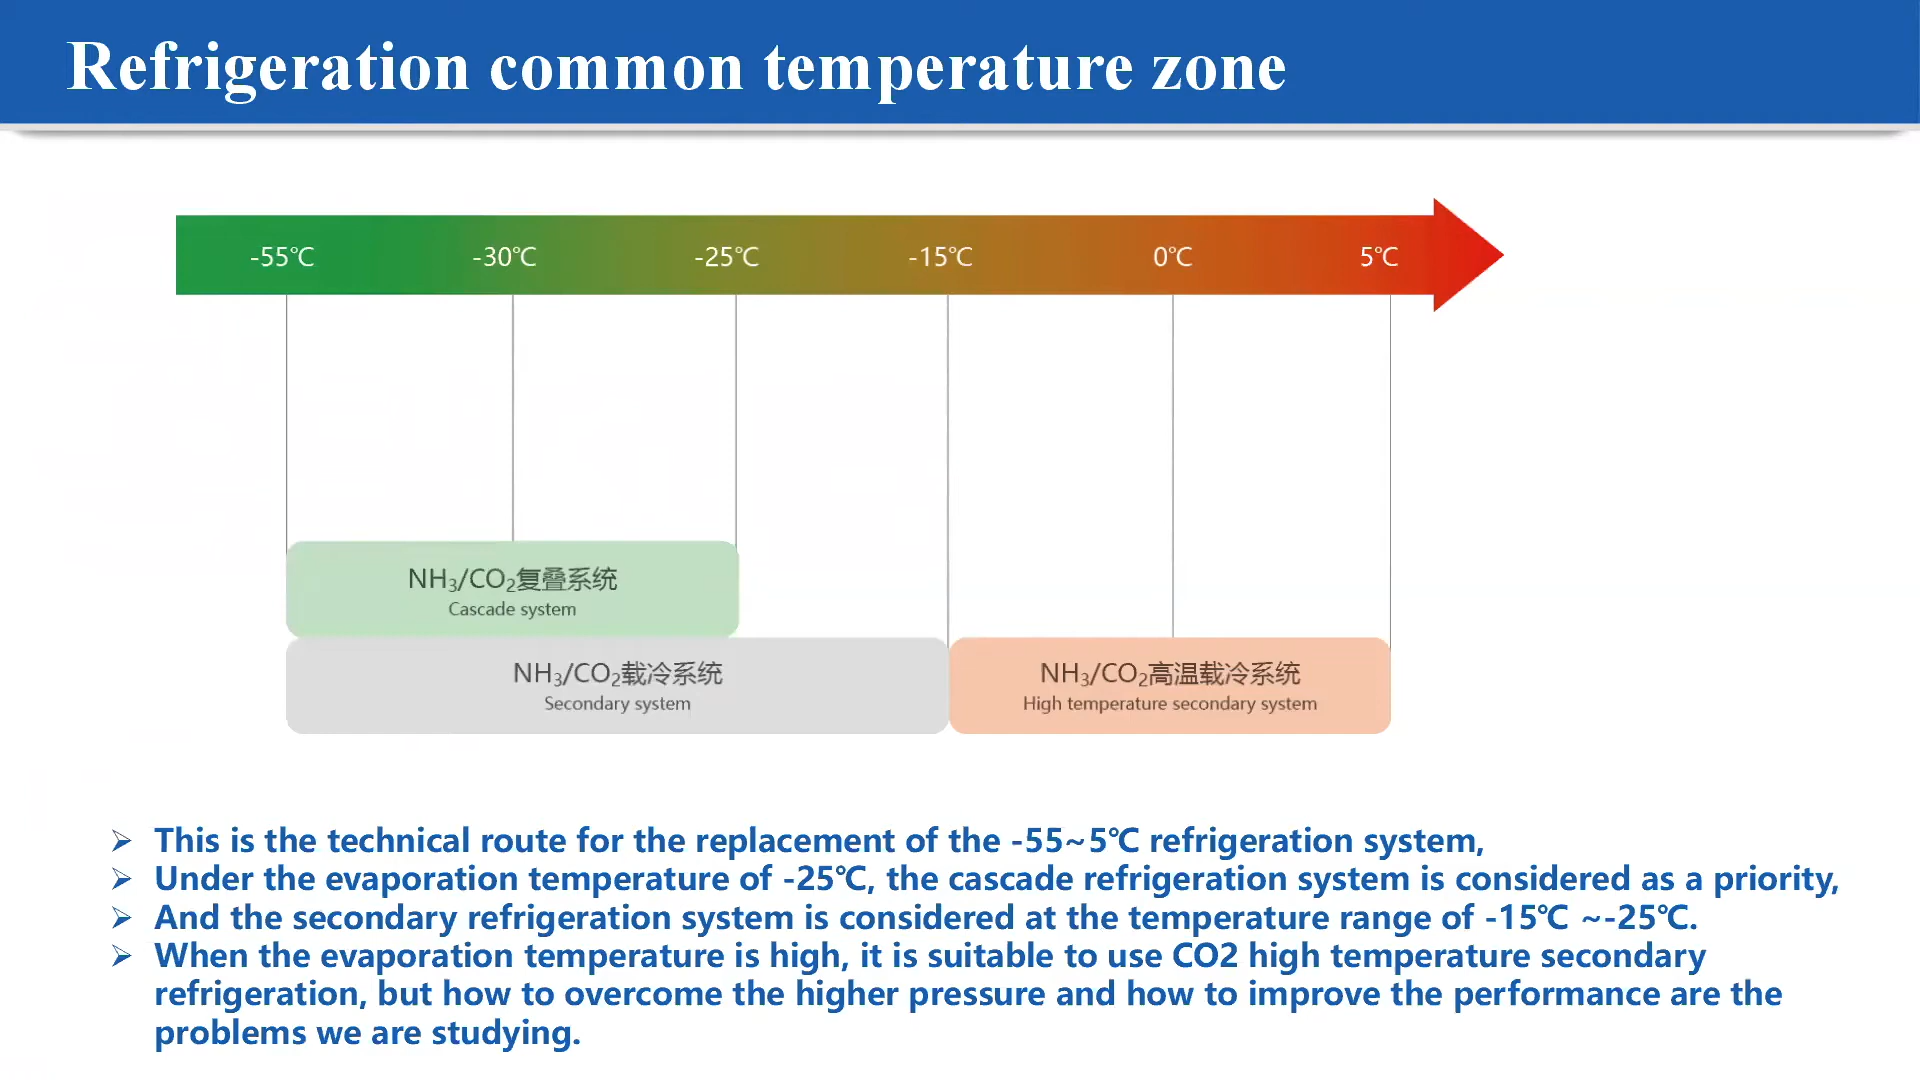 Refrigeration common temperature zone
-55℃ -30℃ -25℃ -15℃ 0℃ 5℃
NH₃/CO₂复叠系统
Cascade system
NH₃/CO₂载冷系统
Secondary system
NH₃/CO₂高温载冷系统
High temperature secondary system
➢ This is the technical route for the replacement of the -55~5℃ refrigeration system,
➢ Under the evaporation temperature of -25℃, the cascade refrigeration system is considered as a priority,
➢ And the secondary refrigeration system is considered at the temperature range of -15℃ ~-25℃.
➢ When the evaporation temperature is high, it is suitable to use CO2 high temperature secondary
refrigeration, but how to overcome the higher pressure and how to improve the performance are the
problems we are studying.